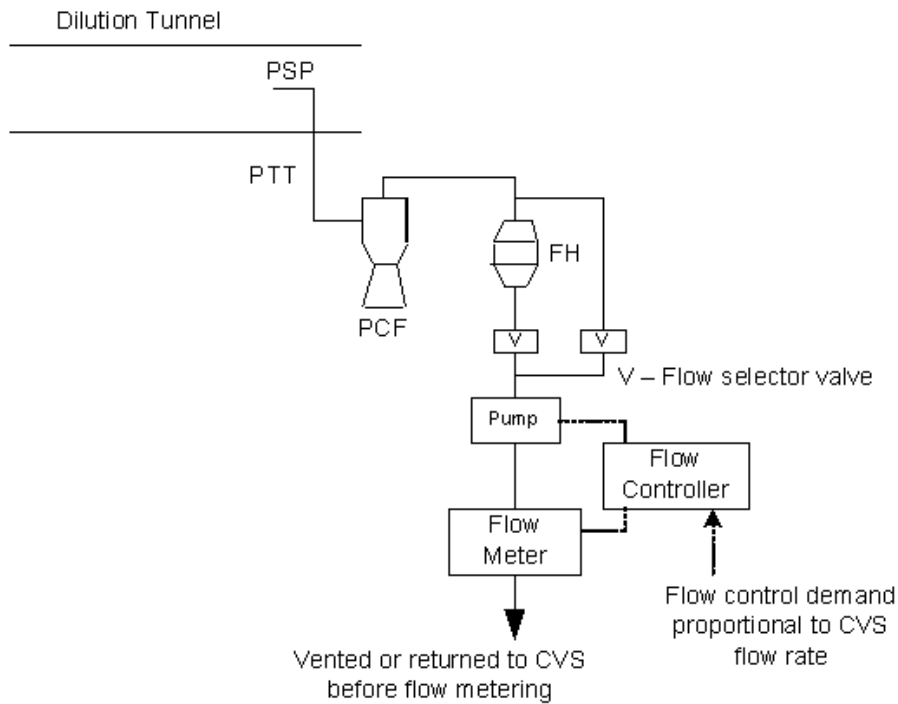 Dilution Tunnel
PSP
PTT
FH
PCF
V
V
V – Flow selector valve
Pump
Flow
Controller
Flow
Meter
Flow control demand
proportional to CVS
flow rate
Vented or returned to CVS
before flow metering